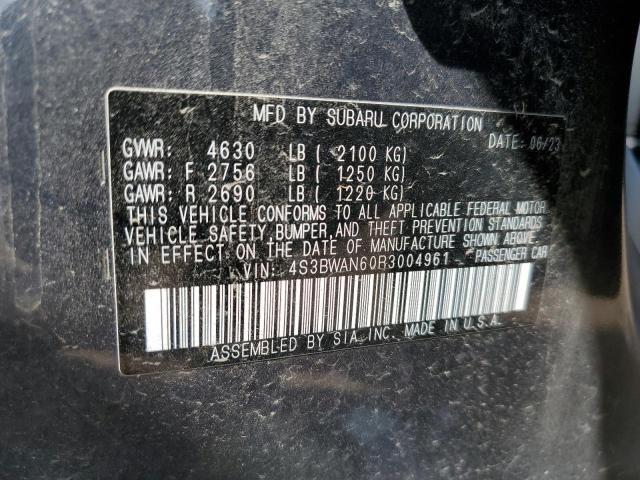 MFD BY SUBARU CORPORATION
DATE: 06/23
GVWR: 4630 LB ( 2100 KG)
GAWR: F 2756 LB ( 1250 KG)
GAWR: R 2690 LB ( 1220 KG)
THIS VEHICLE CONFORMS TO ALL APPLICABLE FEDERAL MOTOR
VEHICLE SAFETY, BUMPER, AND THEFT PREVENTION STANDARDS
IN EFFECT ON THE DATE OF MANUFACTURE SHOWN ABOVE.
VIN: 4S3BWAN60R3004961 PASSENGER CAR
ASSEMBLED BY SIA, INC. MADE IN U.S.A.